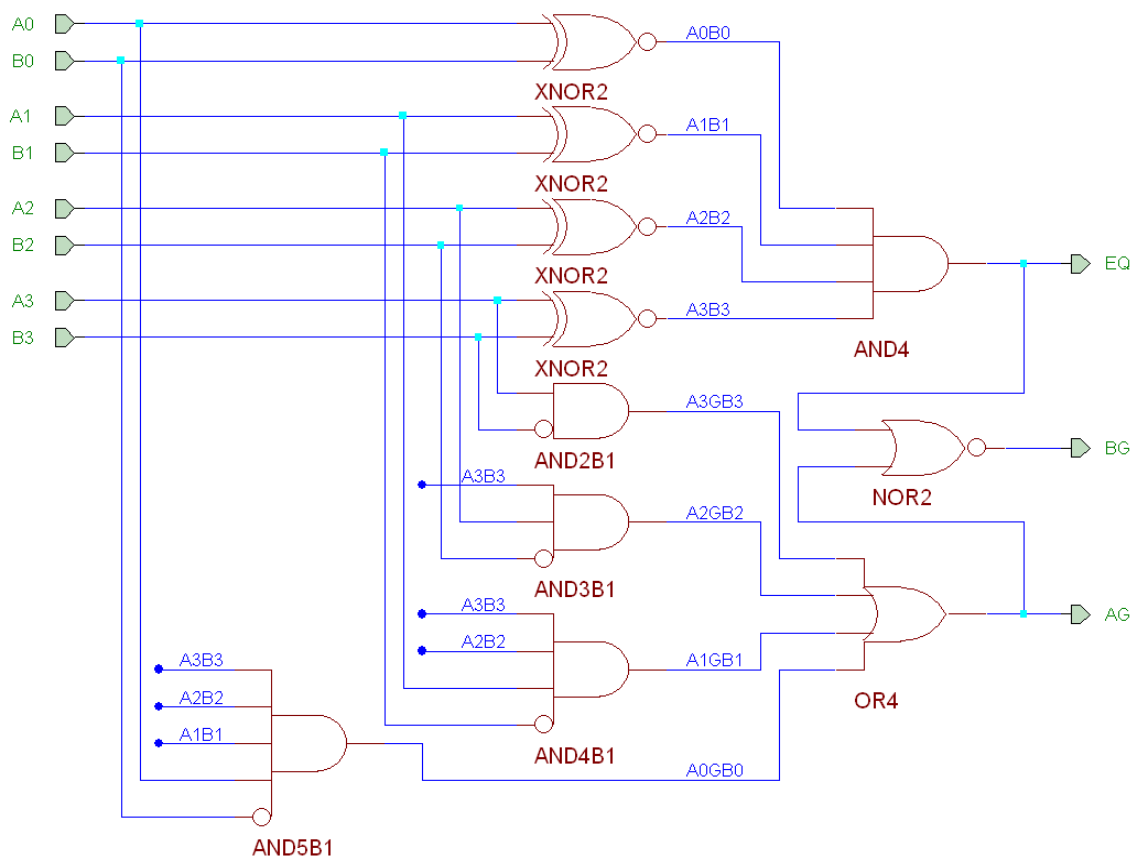 A0
A0B0
B0
XNOR2
A1
A1B1
B1
XNOR2
A2
A2B2
B2
XNOR2
EQ
A3
A3B3
B3
AND4
XNOR2
A3GB3
BG
AND2B1
A3B3
NOR2
A2GB2
AND3B1
A3B3
AG
A2B2
A3B3
A1GB1
A2B2
OR4
A1B1
AND4B1
A0GB0
AND5B1